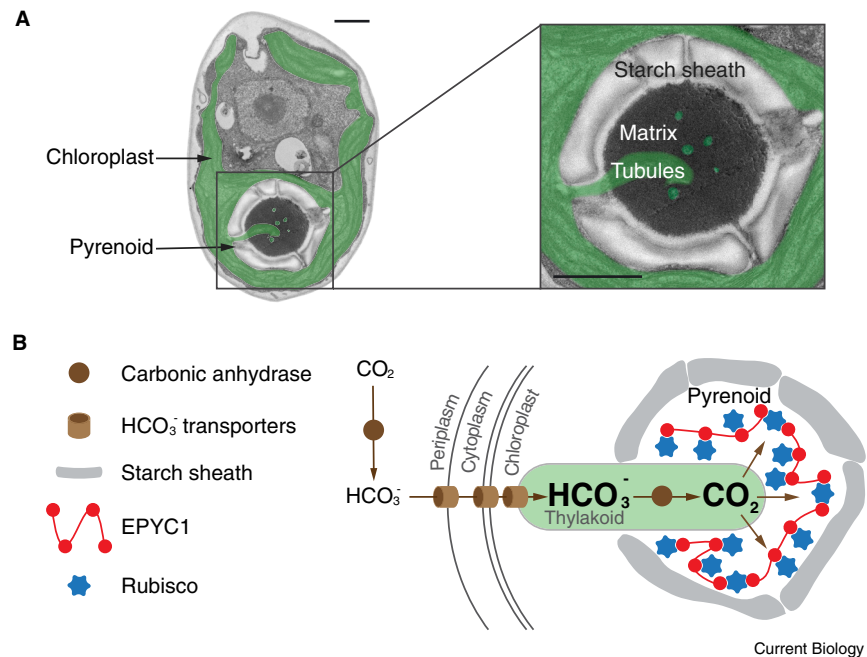 A
Chloroplast
Pyrenoid
Starch sheath
Matrix
Tubules
B
Carbonic anhydrase
HCO₃⁻ transporters
Starch sheath
EPYC1
Rubisco
CO₂
HCO₃⁻
Periplasm
Cytoplasm
Chloroplast
HCO₃⁻
Thylakoid
CO₂
Pyrenoid
Current Biology